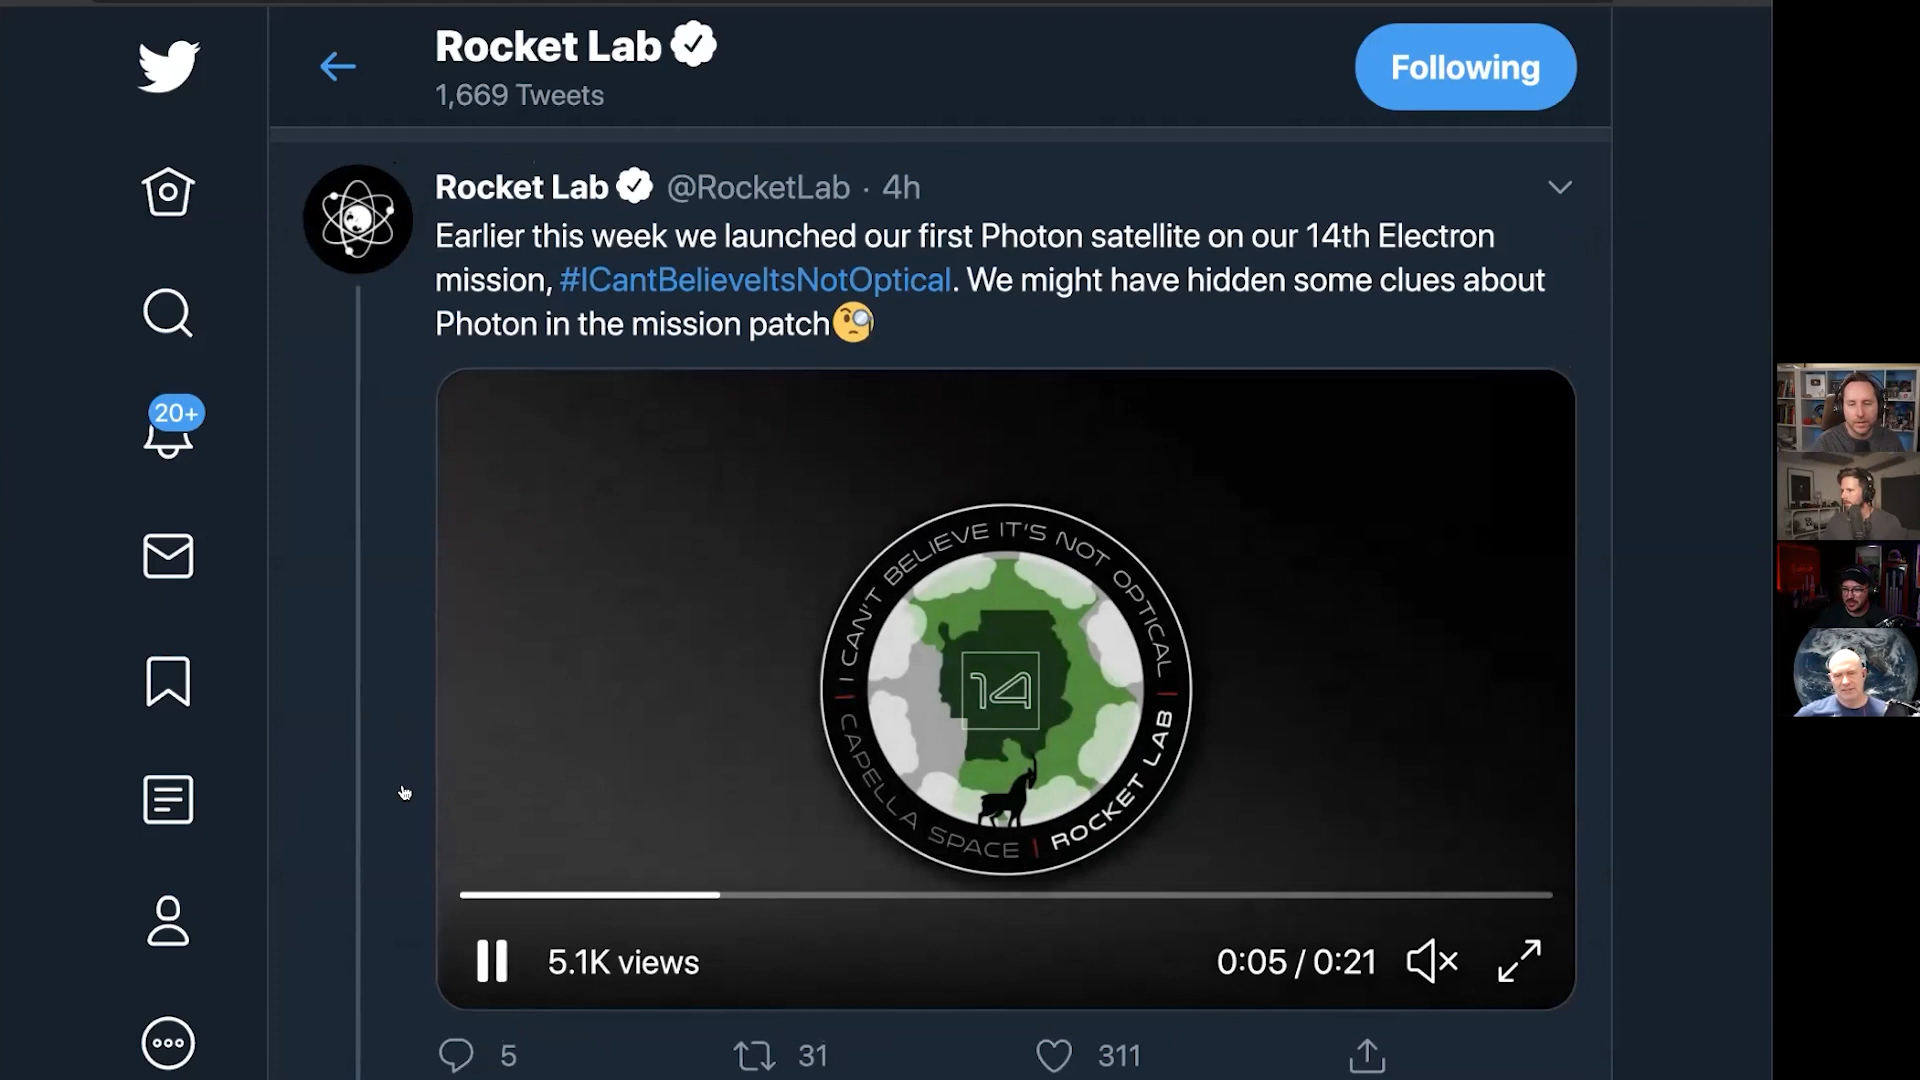 Rocket Lab
1,669 Tweets
Following
Rocket Lab @RocketLab · 4h
Earlier this week we launched our first Photon satellite on our 14th Electron
mission, #ICantBelieveItsNotOptical. We might have hidden some clues about
Photon in the mission patch🧐
20+
I CAN'T BELIEVE IT'S NOT OPTICAL
14
CAPELLA SPACE | ROCKET LAB
5.1K views
0:05 / 0:21
5
31
311